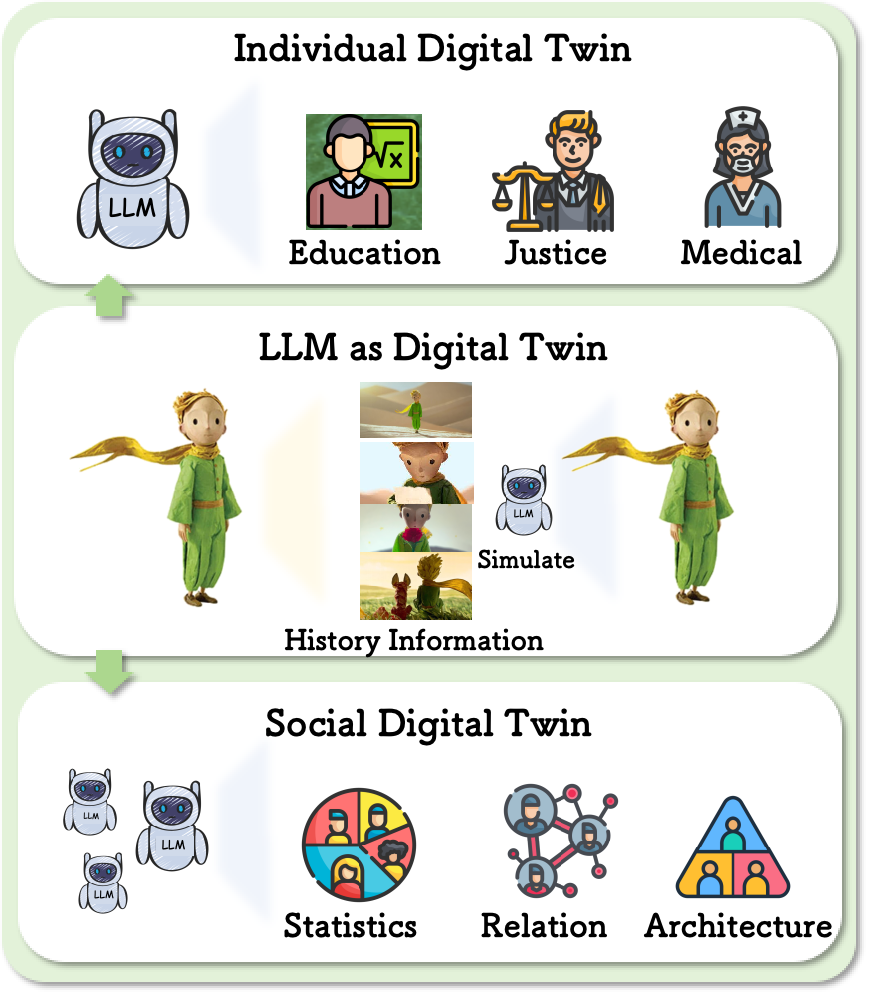 Individual Digital Twin
LLM
√x
Education
Justice
Medical
LLM as Digital Twin
LLM
Simulate
History Information
Social Digital Twin
LLM
LLM
LLM
Statistics
Relation
Architecture